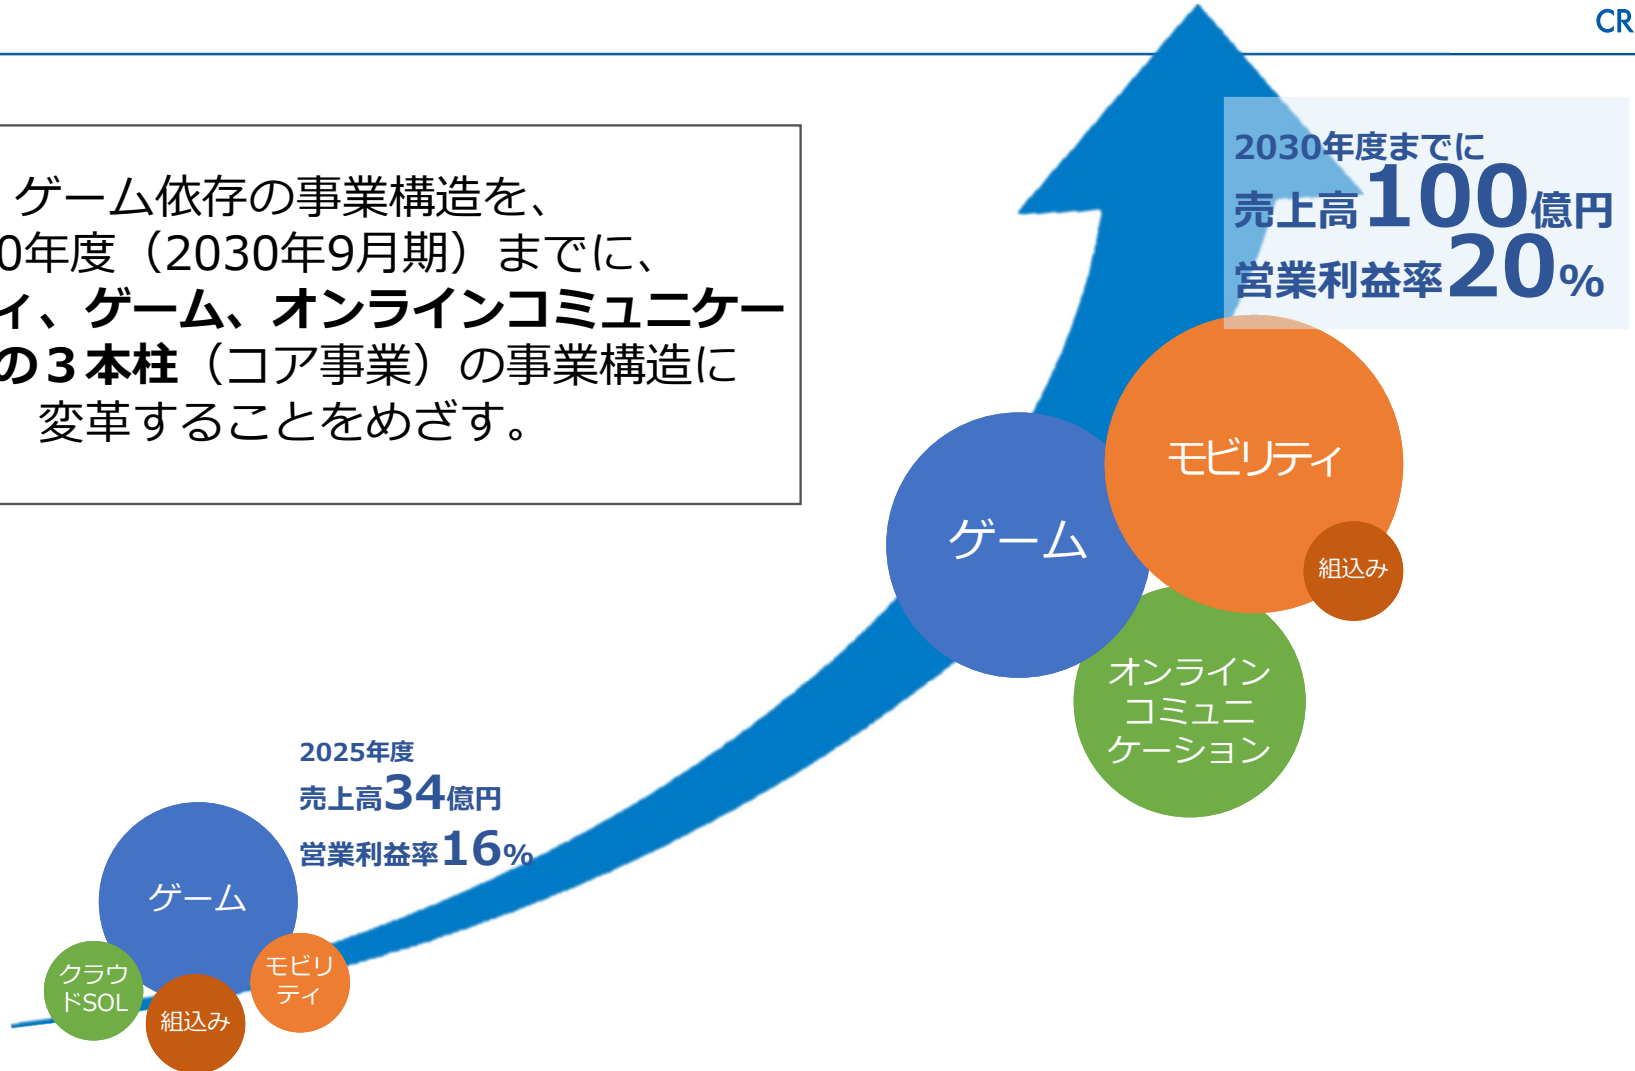 CR
ゲーム依存の事業構造を、
0年度（2030年9月期）までに、
ィ、ゲーム、オンラインコミュニケー
の３本柱（コア事業）の事業構造に
変革することをめざす。
2030年度までに
売上高100億円
営業利益率20%
モビリティ
ゲーム
組込み
オンライン
コミュニ
ケーション
2025年度
売上高34億円
営業利益率16%
ゲーム
クラウ
ドSOL
組込み
モビリ
ティ